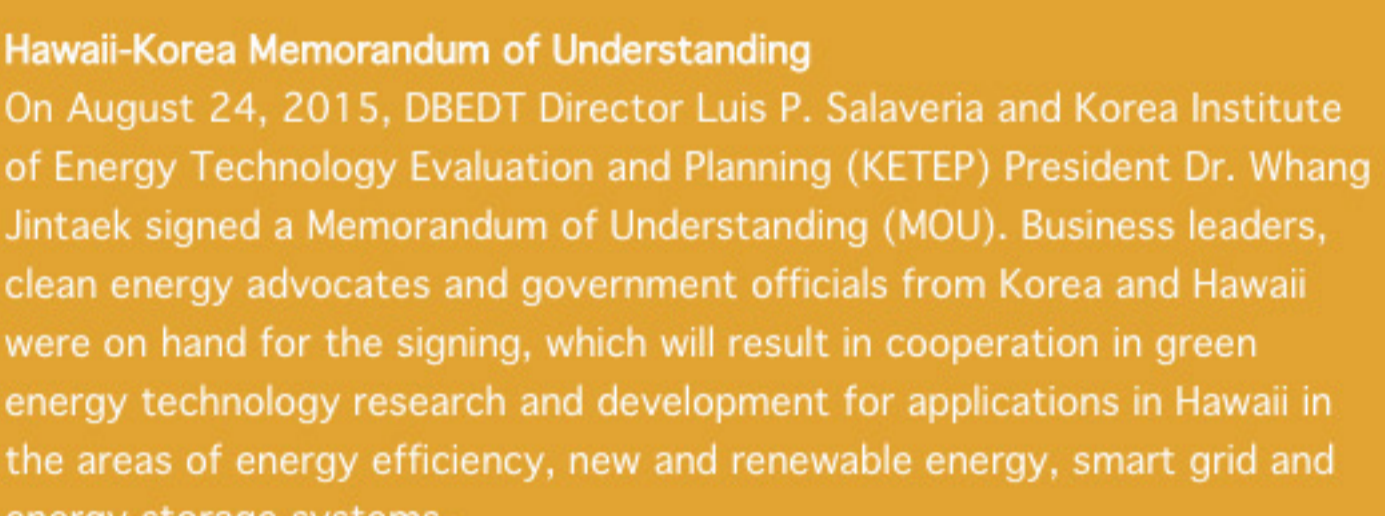 Hawaii-Korea Memorandum of Understanding
On August 24, 2015, DBEDT Director Luis P. Salaveria and Korea Institute
of Energy Technology Evaluation and Planning (KETEP) President Dr. Whang
Jintaek signed a Memorandum of Understanding (MOU). Business leaders,
clean energy advocates and government officials from Korea and Hawaii
were on hand for the signing, which will result in cooperation in green
energy technology research and development for applications in Hawaii in
the areas of energy efficiency, new and renewable energy, smart grid and
energy storage systems